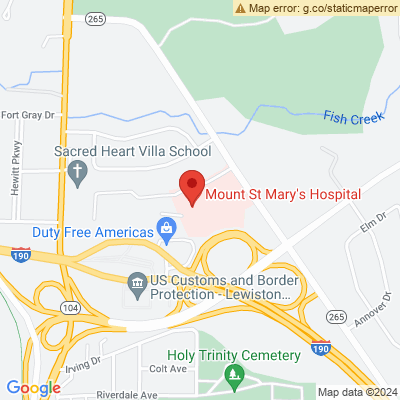 Map error: g.co/staticmaperror
265
Fish Creek
Fort Gray Dr
Hewitt Pkwy
Sacred Heart Villa School
Mount St Mary's Hospital
Elm Dr
Duty Free Americas
190
US Customs and Border
Protection - Lewiston...
104
265
Annover Dr
190
Irving Dr
Colt Ave
Holy Trinity Cemetery
Riverdale Ave
Google
Map data ©2024